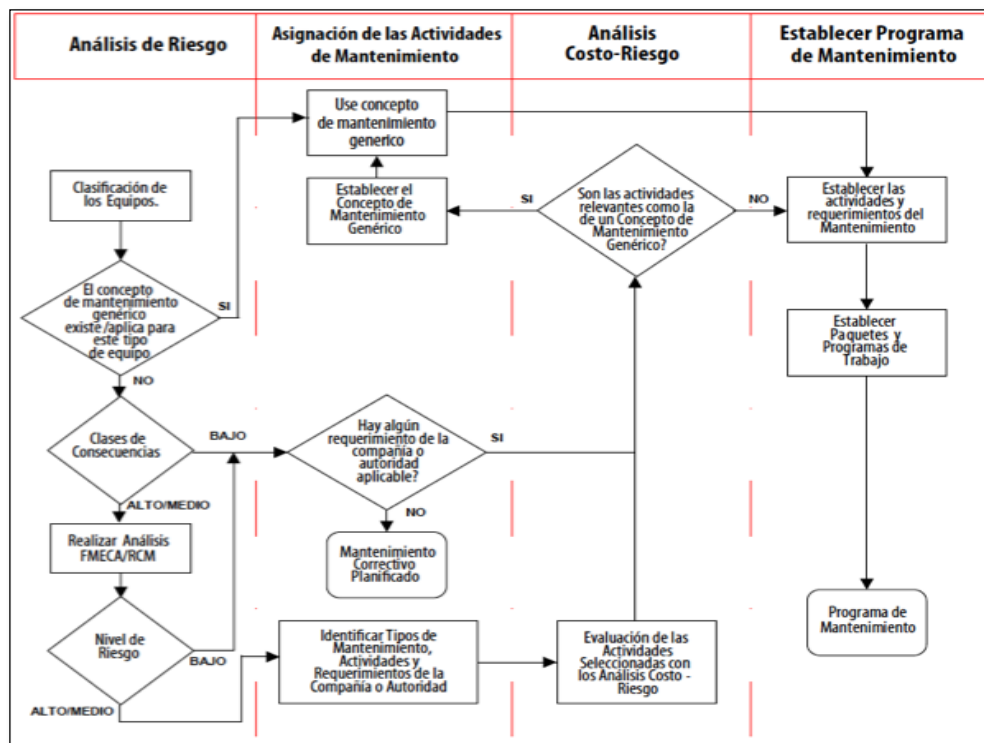 Análisis de Riesgo
Asignación de las Actividades
de Mantenimiento
Análisis
Costo-Riesgo
Establecer Programa
de Mantenimiento
Use concepto
de mantenimiento
generico
Clasificación de
los Equipos.
Establecer el
Concepto de
Mantenimiento
Genérico
SI
Son las actividades
relevantes como la
de un Concepto de
Mantenimiento
Genérico?
NO
Establecer las
actividades y
requerimientos del
Mantenimiento
El concepto
de mantenimiento
genérico
existe/aplica para
este tipo
de equipo
SI
NO
Establecer
Paquetes y
Programas de
Trabajo
Clases de
Consecuencias
BAJO
Hay algún
requerimiento de la
compañía o
autoridad
aplicable?
SI
ALTO/MEDIO
NO
Realizar Análisis
FMECA/RCM
Mantenimiento
Correctivo
Planificado
Nivel de
Riesgo
BAJO
ALTO/MEDIO
Identificar Tipos de
Mantenimiento,
Actividades y
Requerimientos de la
Compañía o Autoridad
Evaluación de las
Actividades
Seleccionadas con
los Análisis Costo -
Riesgo
Programa de
Mantenimiento